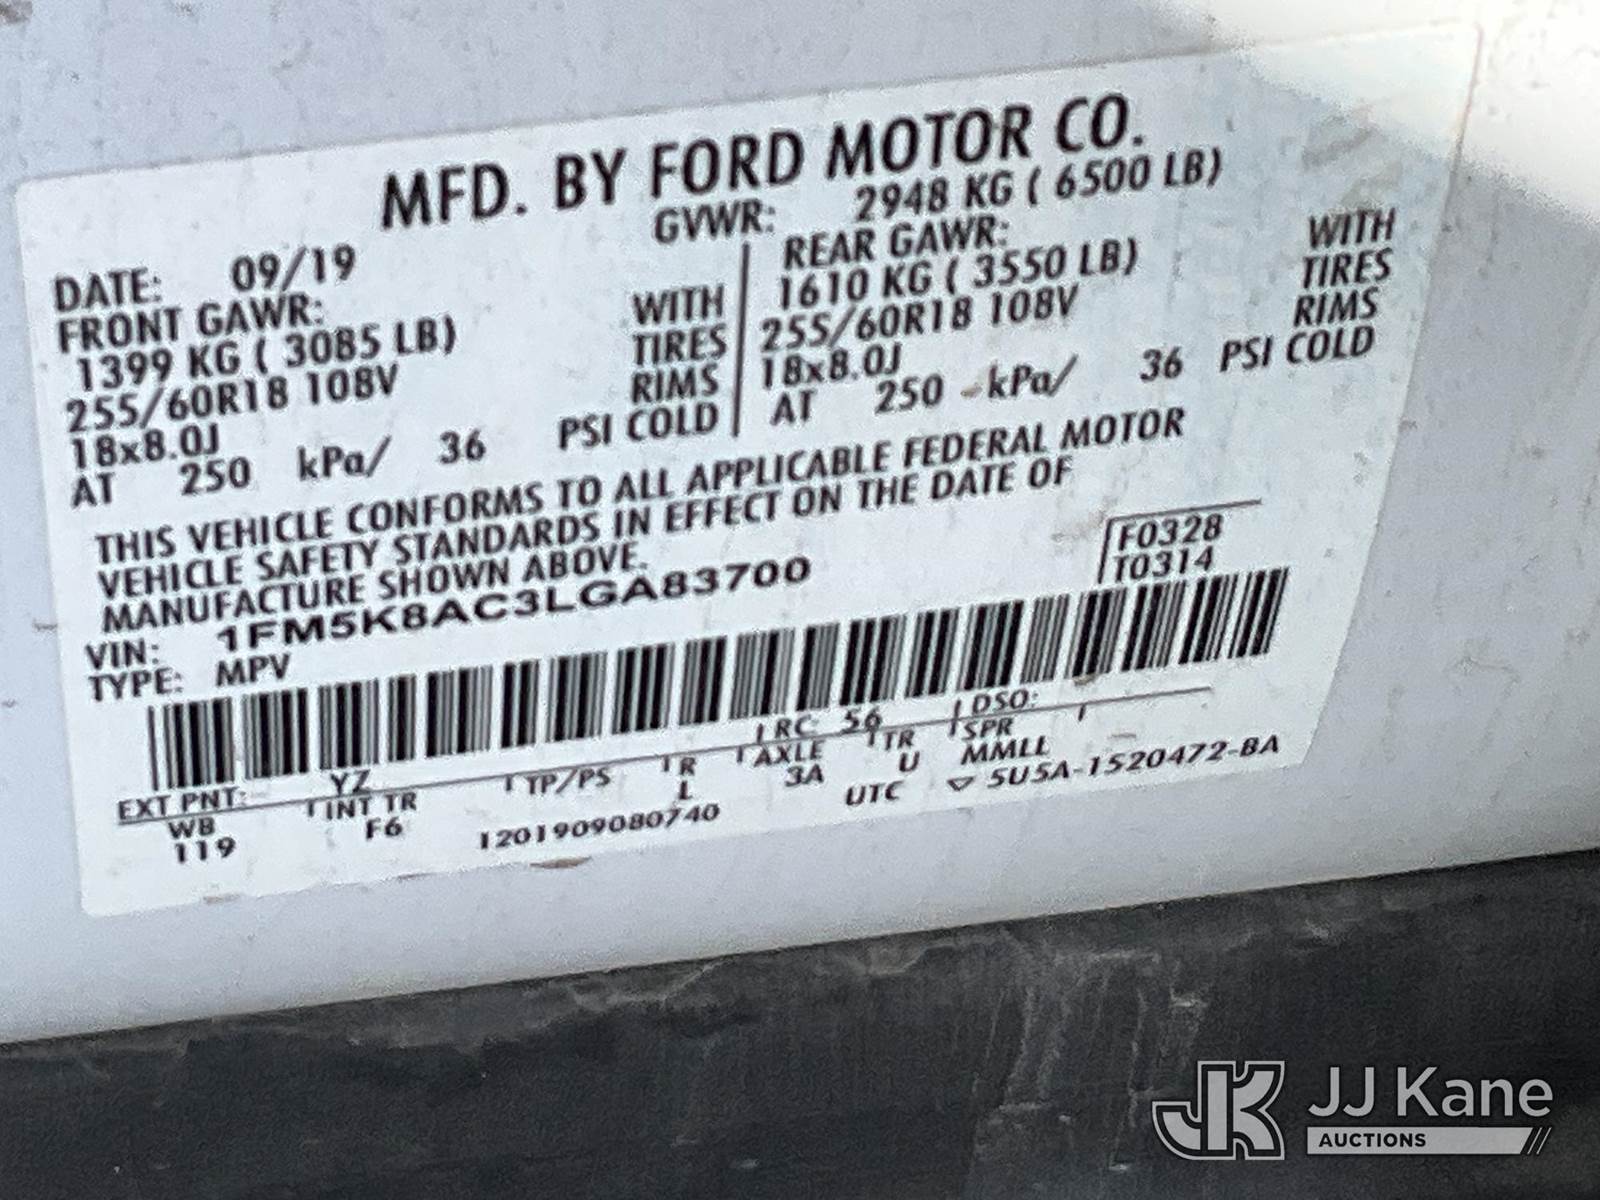 MFD. BY FORD MOTOR CO.
GVWR: 2948 KG ( 6500 LB)
DATE: 09/19
FRONT GAWR:
1399 KG ( 3085 LB) WITH
255/60R18 108V TIRES
18x8.0J RIMS
AT 250 kPa/ 36 PSI COLD
REAR GAWR:
1610 KG ( 3550 LB) WITH
255/60R18 108V TIRES
18x8.0J RIMS
AT 250 kPa/ 36 PSI COLD
THIS VEHICLE CONFORMS TO ALL APPLICABLE FEDERAL MOTOR
VEHICLE SAFETY STANDARDS IN EFFECT ON THE DATE OF
MANUFACTURE SHOWN ABOVE.
F0328
T0314
VIN: 1FM5K8AC3LGA83700
TYPE: MPV
EXT PNT: YZ RC: 56 DSO:
WB INT TR TP/PS R AXLE TR SPR
119 F6 L 3A U MMLL
1201909080740 UTC ▽ 5U5A-1520472-BA
JK JJ Kane
AUCTIONS